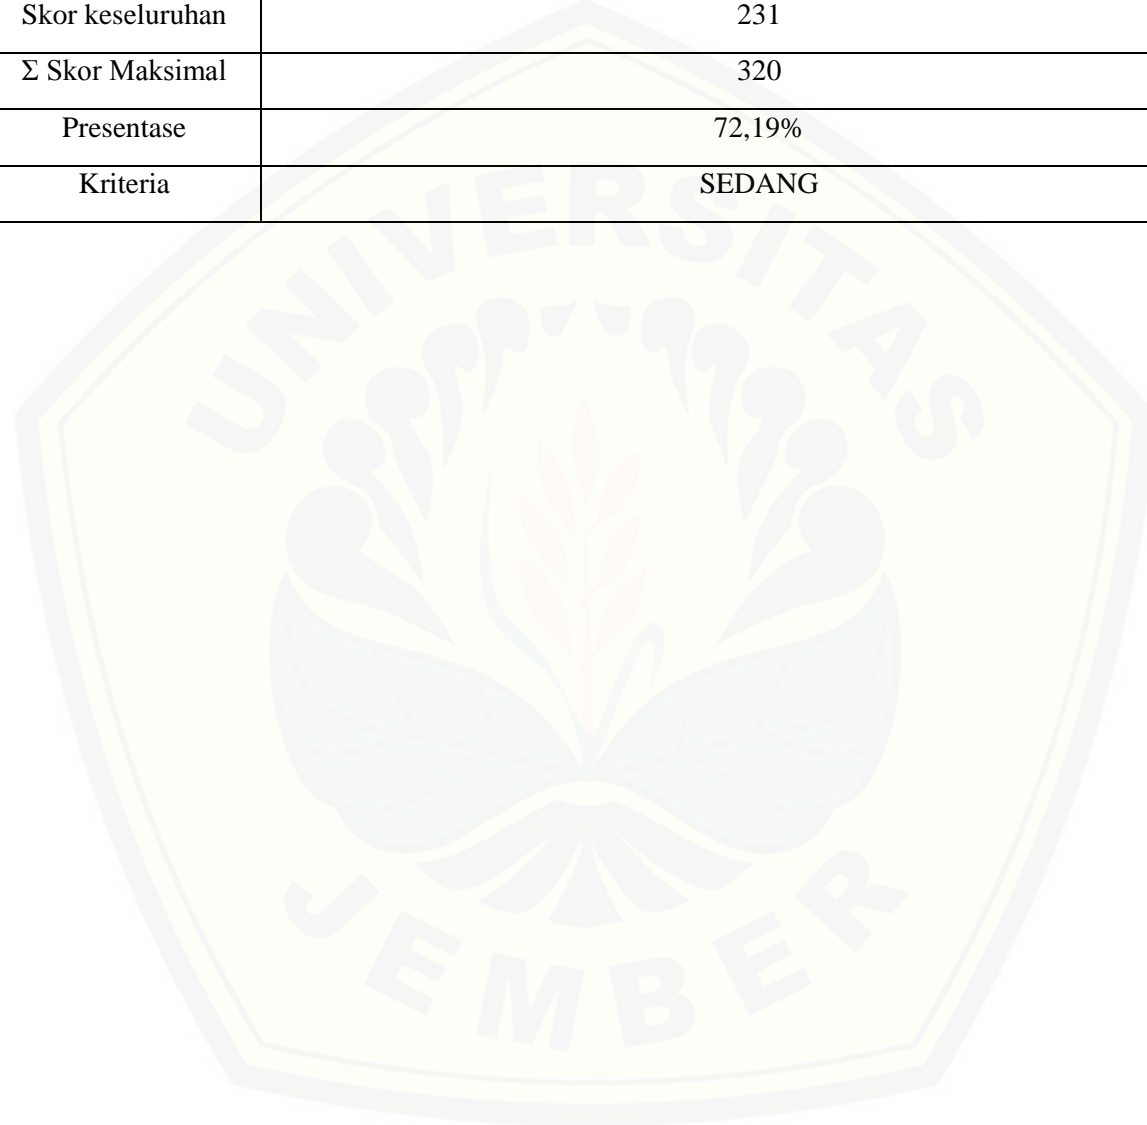 Skor keseluruhan 231
Σ Skor Maksimal 320
Presentase 72,19%
Kriteria SEDANG
UNIVERSITAS
JEMBER